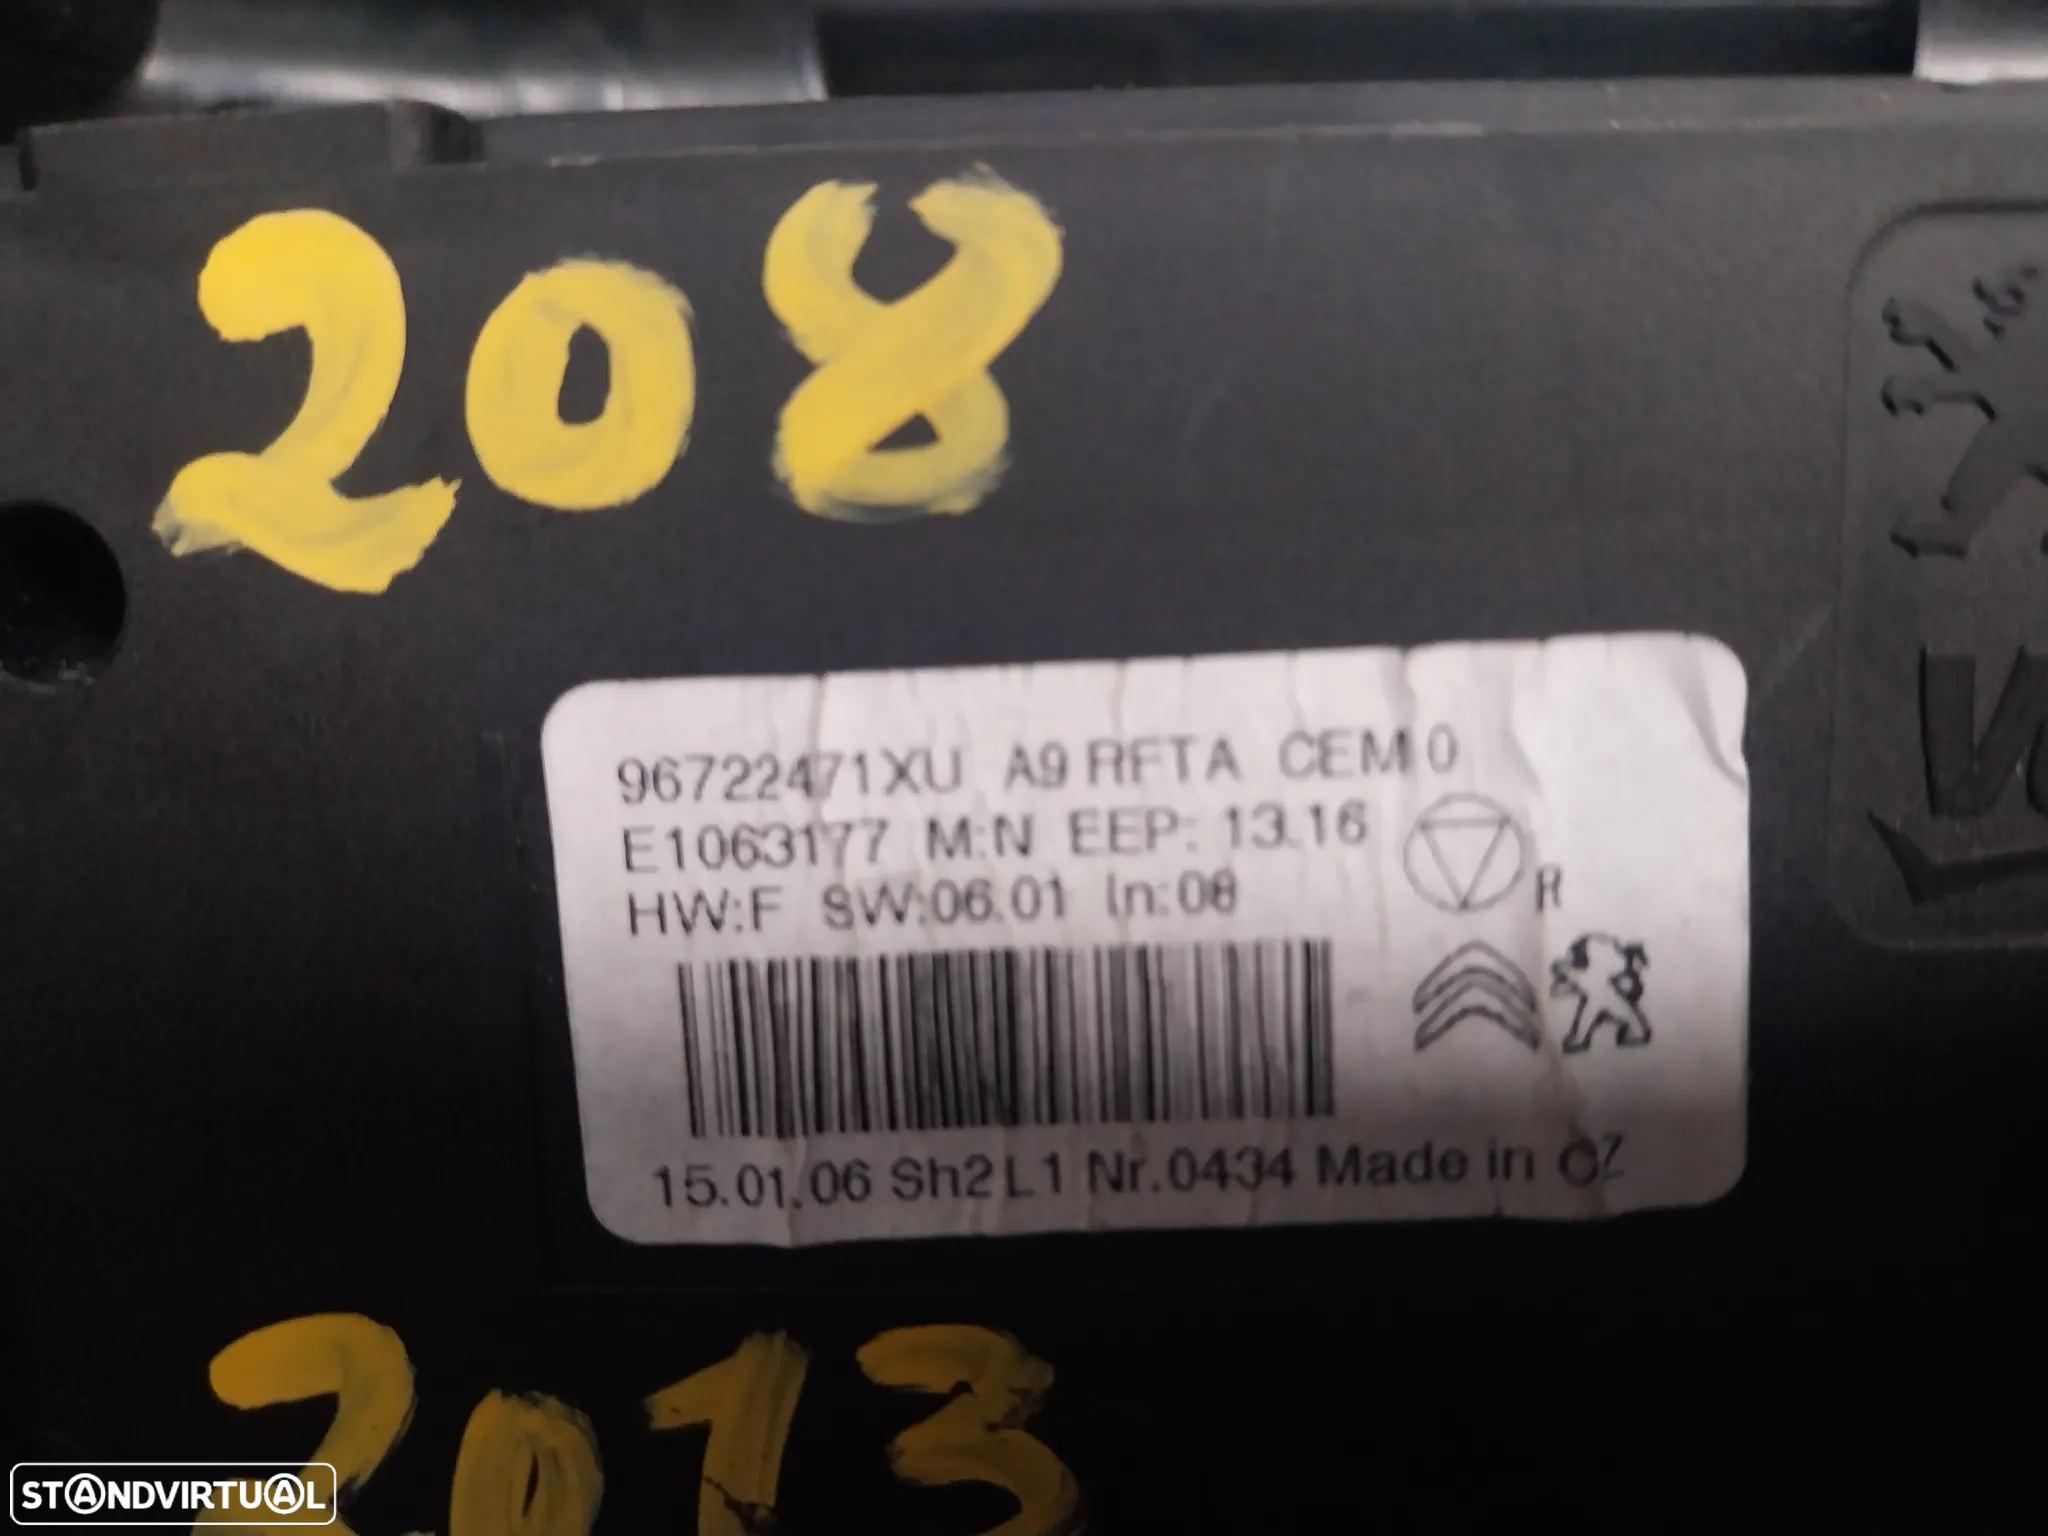 208
96722471XU A9 RFTA CEM 0
E1063177 M:N EEP: 13.16
HW:F SW:06.01 In:08
R
15.01.06 Sh2 L1 Nr.0434 Made in CZ
2013
STANDVIRTUAL